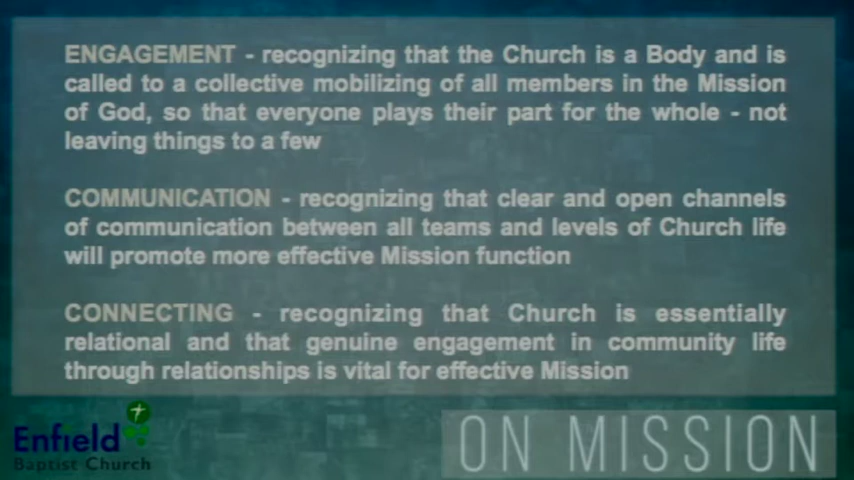 ENGAGEMENT - recognizing that the Church is a Body and is
called to a collective mobilizing of all members in the Mission
of God, so that everyone plays their part for the whole - not
leaving things to a few
COMMUNICATION - recognizing that clear and open channels
of communication between all teams and levels of Church life
will promote more effective Mission function
CONNECTING - recognizing that Church is essentially
relational and that genuine engagement in community life
through relationships is vital for effective Mission
Enfield
Baptist Church
ON MISSION